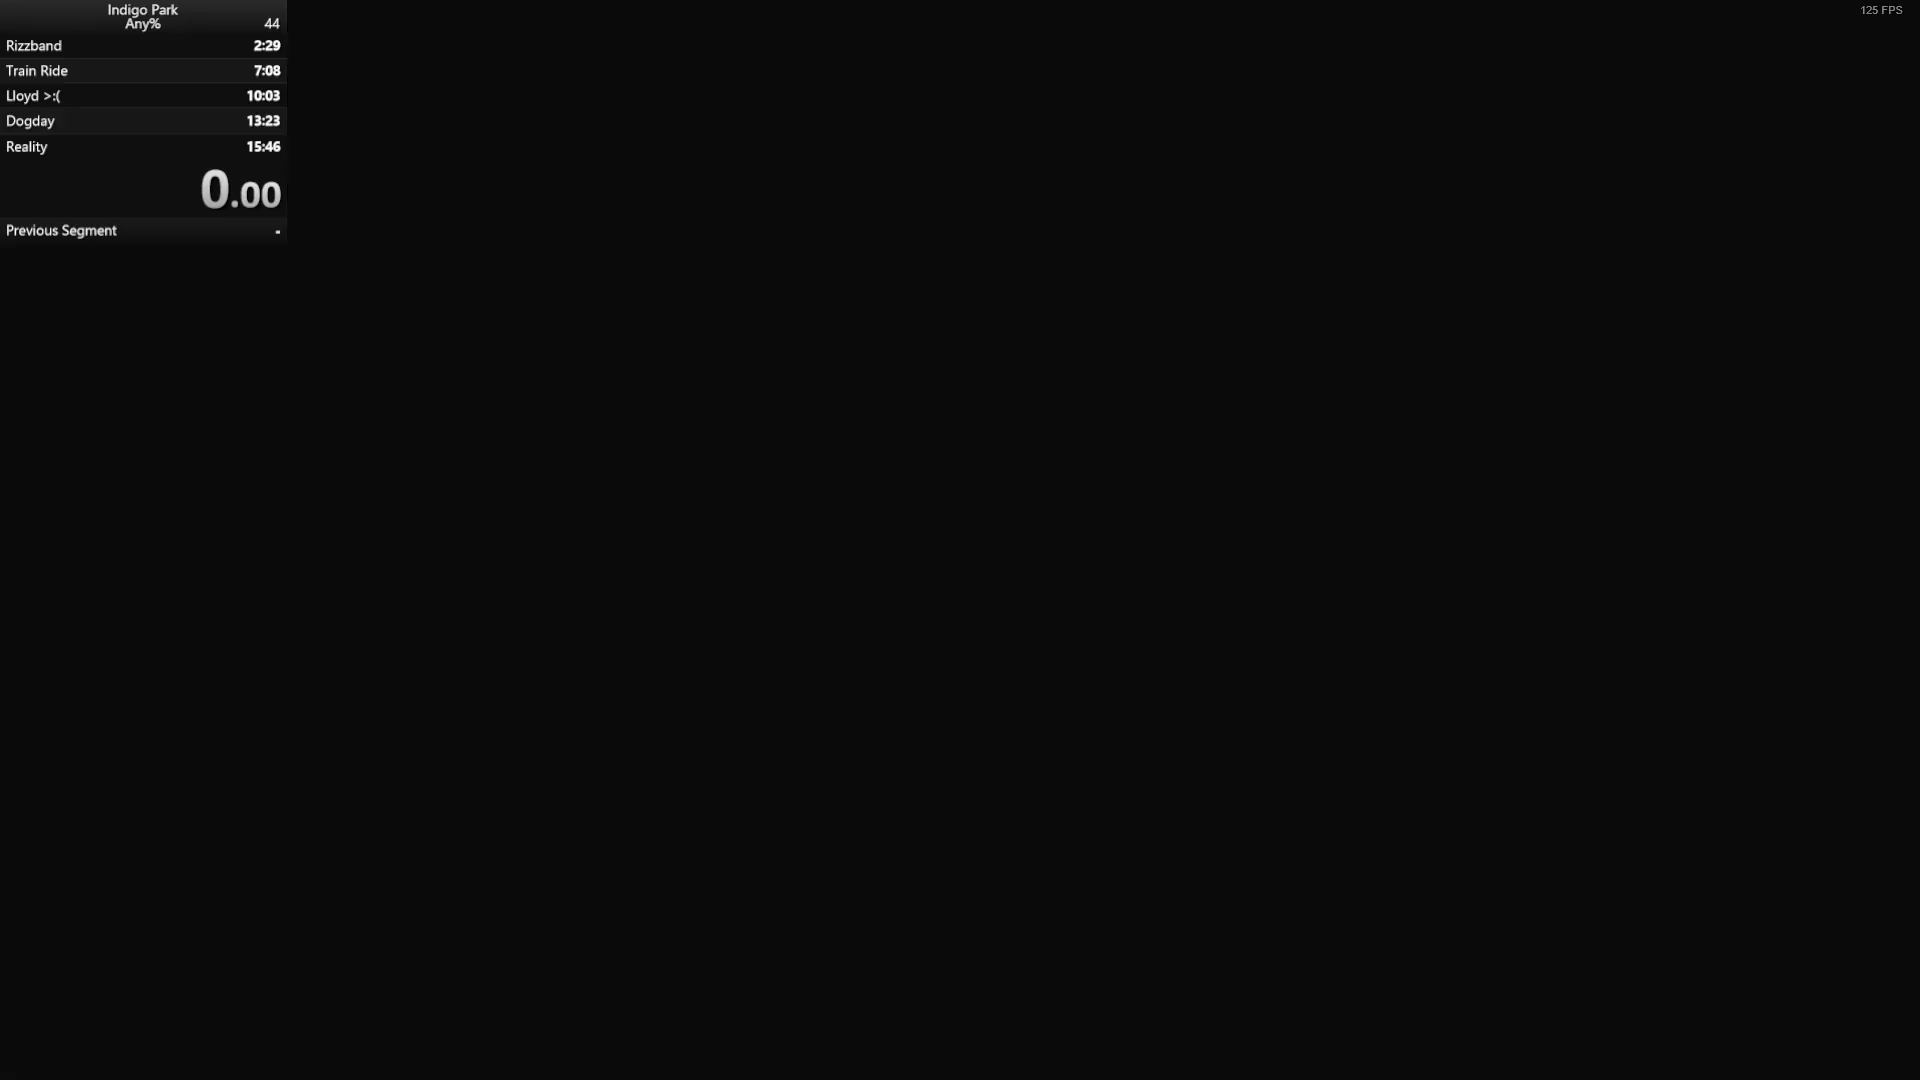 Indigo Park
Any%
44
Rizzband 2:29
Train Ride 7:08
Lloyd >:( 10:03
Dogday 13:23
Reality 15:46
0.00
Previous Segment -
125 FPS